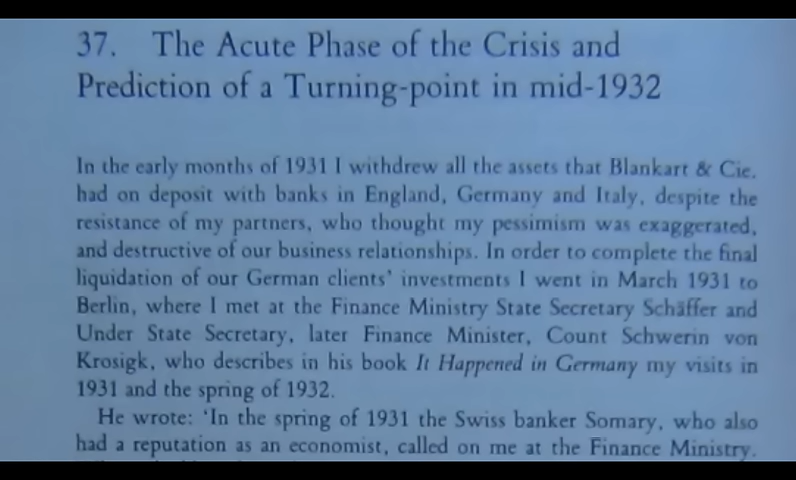 37. The Acute Phase of the Crisis and
Prediction of a Turning-point in mid-1932
In the early months of 1931 I withdrew all the assets that Blankart & Cie.
had on deposit with banks in England, Germany and Italy, despite the
resistance of my partners, who thought my pessimism was exaggerated,
and destructive of our business relationships. In order to complete the final
liquidation of our German clients' investments I went in March 1931 to
Berlin, where I met at the Finance Ministry State Secretary Schäffer and
Under State Secretary, later Finance Minister, Count Schwerin von
Krosigk, who describes in his book It Happened in Germany my visits in
1931 and the spring of 1932.
He wrote: 'In the spring of 1931 the Swiss banker Somary, who also
had a reputation as an economist, called on me at the Finance Ministry.